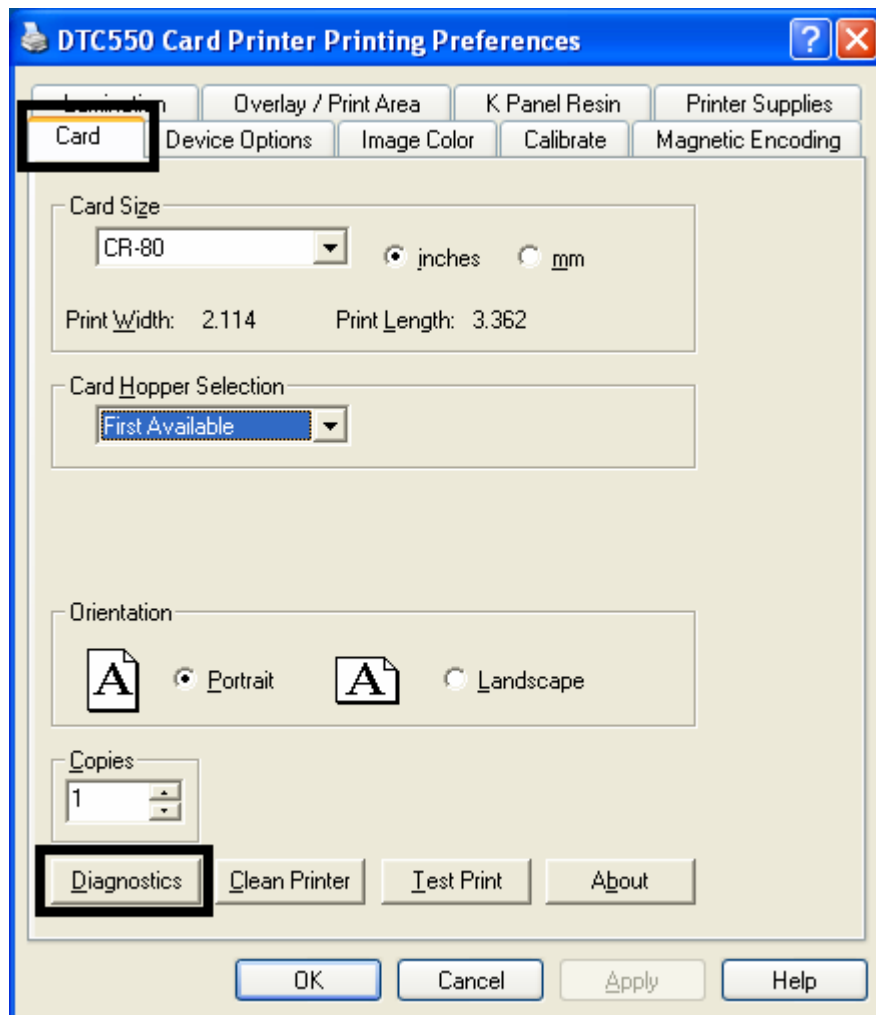 DTC550 Card Printer Printing Preferences
Lamination Overlay / Print Area K Panel Resin Printer Supplies
Card Device Options Image Color Calibrate Magnetic Encoding
Card Size
CR-80 inches mm
Print Width: 2.114 Print Length: 3.362
Card Hopper Selection
First Available
Orientation
A Portrait A Landscape
Copies
1
Diagnostics Clean Printer Test Print About
OK Cancel Apply Help